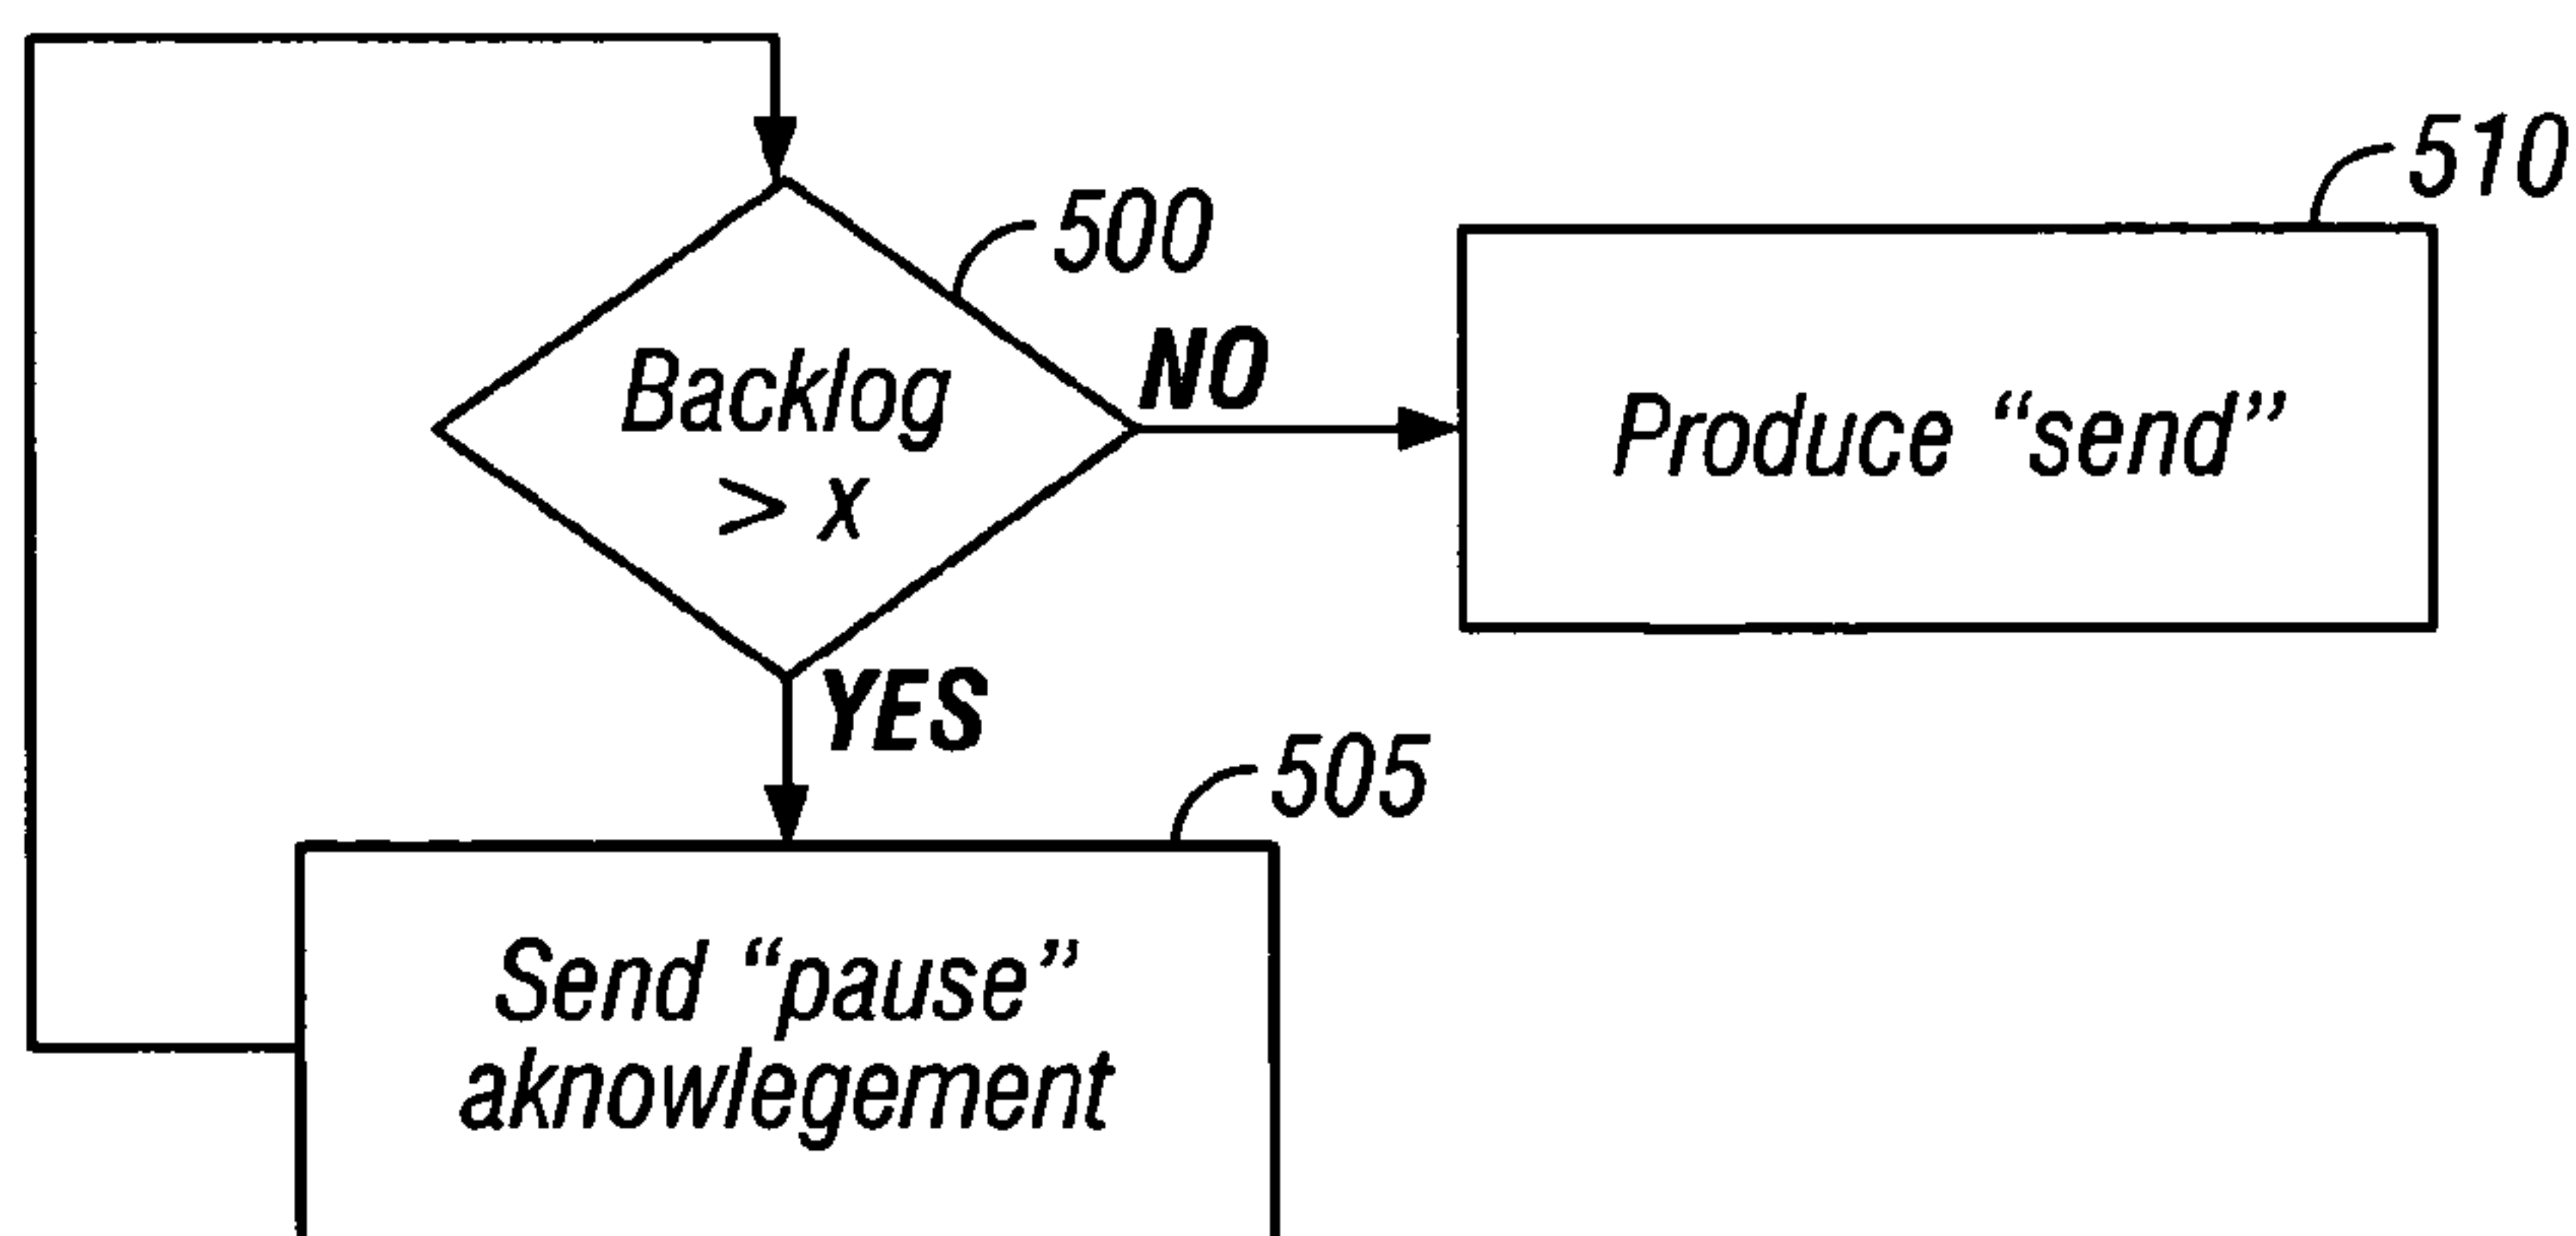 510
500
Backlog
> x
NO
Produce “send”
YES
505
Send “pause”
aknowlegement